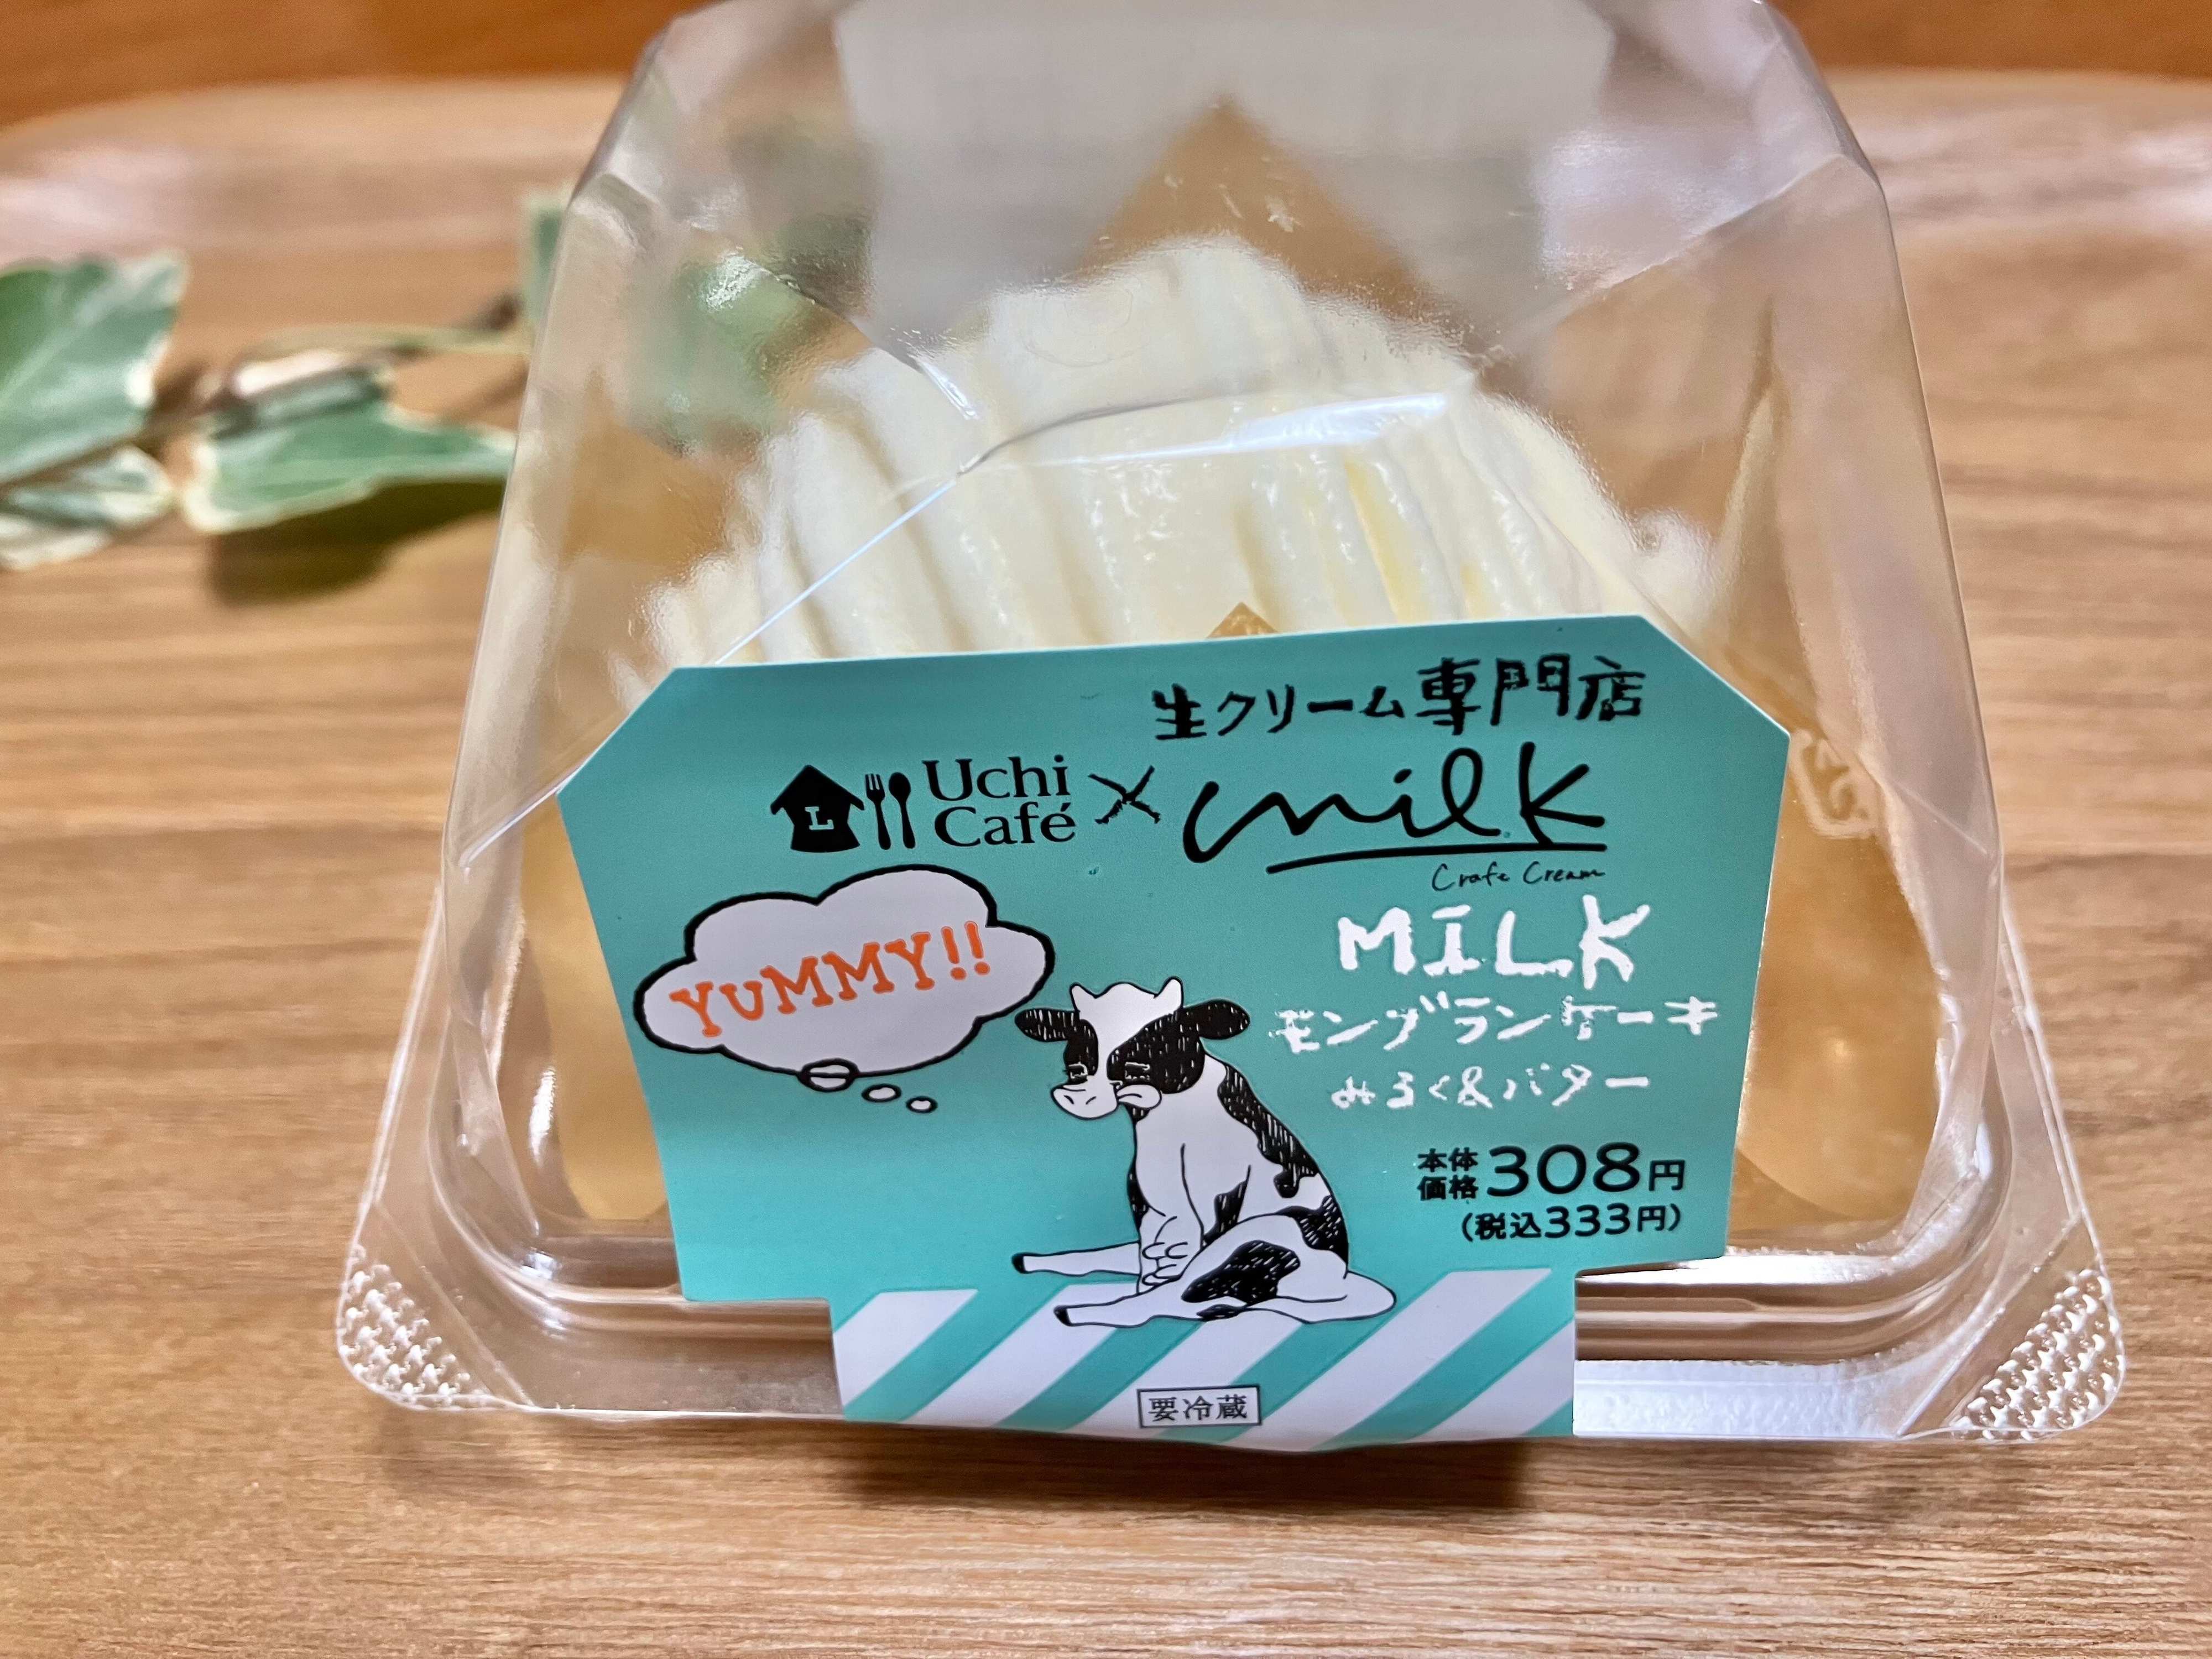 生クリーム専門店
Uchi Café × milk
Crafe Cream
YUMMY!!
MILK
モンブランケーキ
みるく&バター
本体価格308円
(税込333円)
要冷蔵